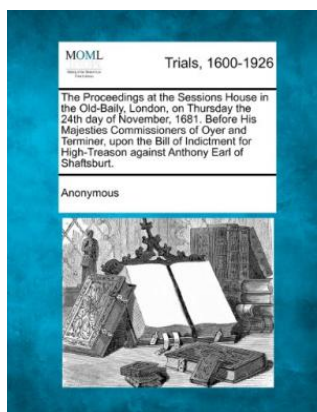 MOML
Trials, 1600-1926
The Proceedings at the Sessions House in
the Old-Baily, London, on Thursday the
24th day of November, 1681. Before His
Majesties Commissioners of Oyer and
Terminer, upon the Bill of Indictment for
High-Treason against Anthony Earl of
Shaftsburt.
Anonymous